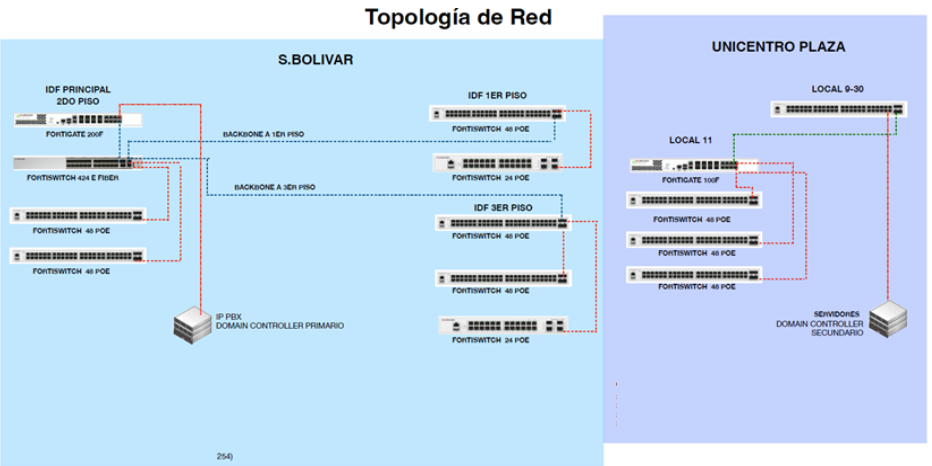 Topología de Red
S.BOLIVAR
IDF PRINCIPAL
2DO PISO
FORTIGATE 200F
FORTISWITCH 424 E FIBER
FORTISWITCH 48 POE
FORTISWITCH 48 POE
BACKBONE A 1ER PISO
BACKBONE A 3ER PISO
IP PBX
DOMAIN CONTROLLER PRIMARIO
IDF 1ER PISO
FORTISWITCH 48 POE
FORTISWITCH 24 POE
IDF 3ER PISO
FORTISWITCH 48 POE
FORTISWITCH 48 POE
FORTISWITCH 24 POE
254)
UNICENTRO PLAZA
LOCAL 9-30
LOCAL 11
FORTIGATE 100F
FORTISWITCH 48 POE
FORTISWITCH 48 POE
FORTISWITCH 48 POE
SERVIDORES
DOMAIN CONTROLLER
SECUNDARIO